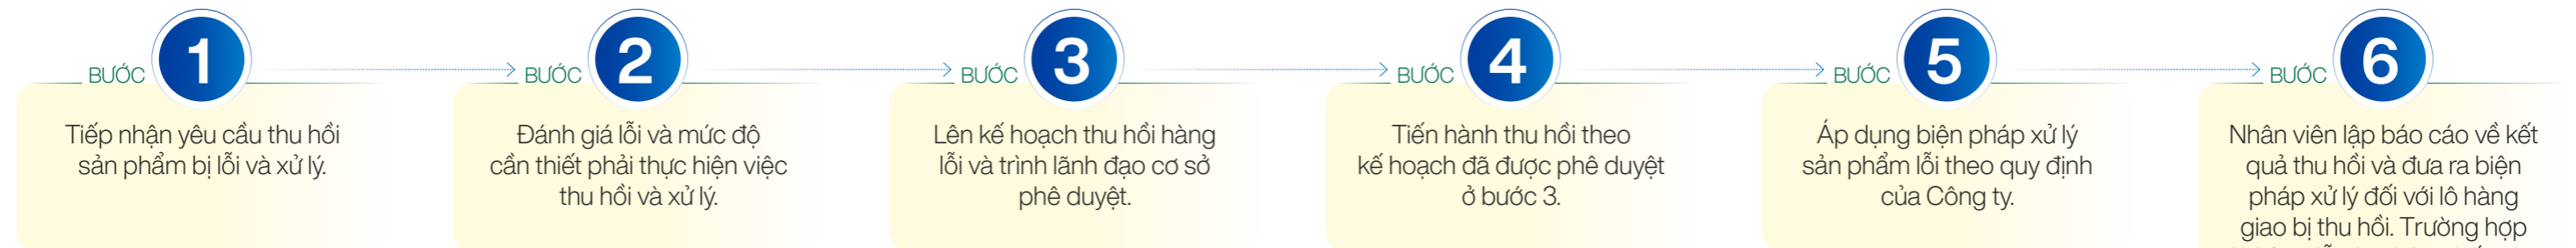 BƯỚC 1
Tiếp nhận yêu cầu thu hồi
sản phẩm bị lỗi và xử lý.
BƯỚC 2
Đánh giá lỗi và mức độ
cần thiết phải thực hiện việc
thu hồi và xử lý.
BƯỚC 3
Lên kế hoạch thu hồi hàng
lỗi và trình lãnh đạo cơ sở
phê duyệt.
BƯỚC 4
Tiến hành thu hồi theo
kế hoạch đã được phê duyệt
ở bước 3.
BƯỚC 5
Áp dụng biện pháp xử lý
sản phẩm lỗi theo quy định
của Công ty.
BƯỚC 6
Nhân viên lập báo cáo về kết
quả thu hồi và đưa ra biện
pháp xử lý đối với lô hàng
giao bị thu hồi. Trường hợp